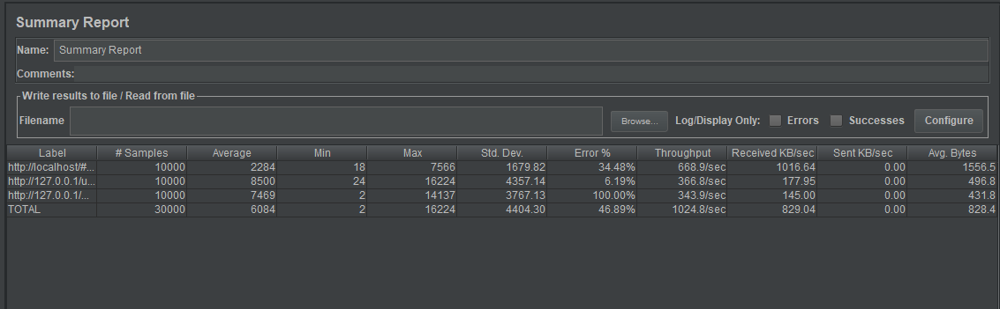 Summary Report
Name: Summary Report
Comments:
Write results to file / Read from file
Filename Browse... Log/Display Only: Errors Successes Configure
Label # Samples Average Min Max Std. Dev. Error % Throughput Received KB/sec Sent KB/sec Avg. Bytes
http://localhost/#... 10000 2284 18 7566 1679.82 34.48% 668.9/sec 1016.64 0.00 1556.5
http://127.0.0.1/u... 10000 8500 24 16224 4357.14 6.19% 366.8/sec 177.95 0.00 496.8
http://127.0.0.1/... 10000 7469 2 14137 3767.13 100.00% 343.9/sec 145.00 0.00 431.8
TOTAL 30000 6084 2 16224 4404.30 46.89% 1024.8/sec 829.04 0.00 828.4